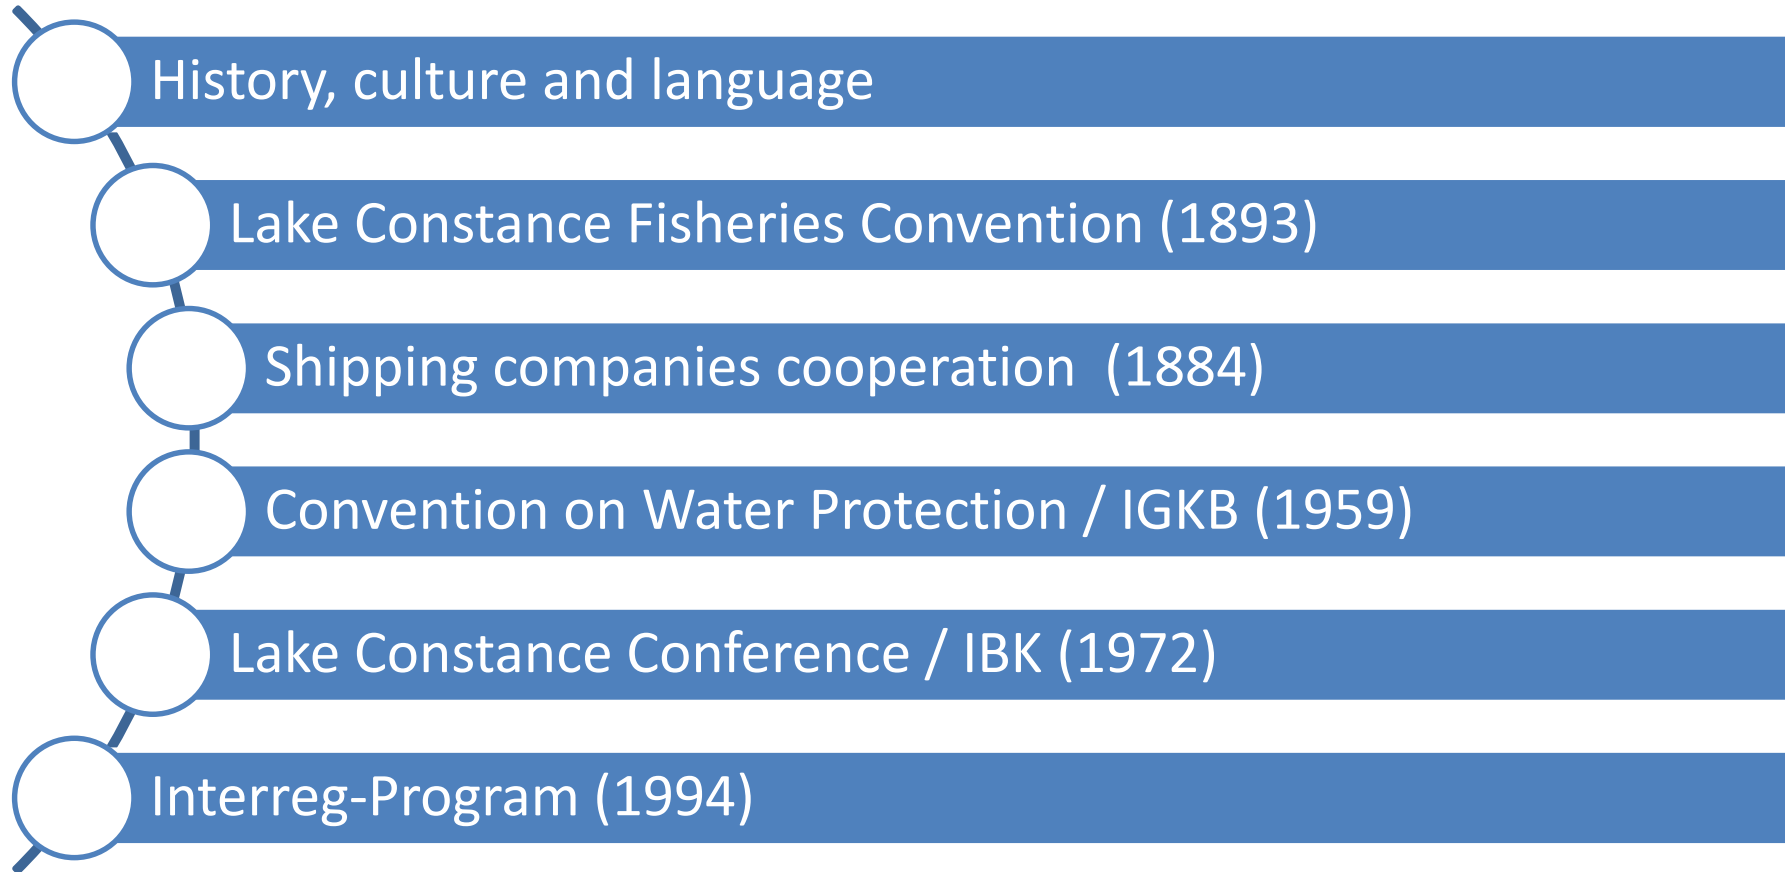 History, culture and language
Lake Constance Fisheries Convention (1893)
Shipping companies cooperation  (1884)
Convention on Water Protection / IGKB (1959)
Lake Constance Conference / IBK (1972)
Interreg-Program (1994)